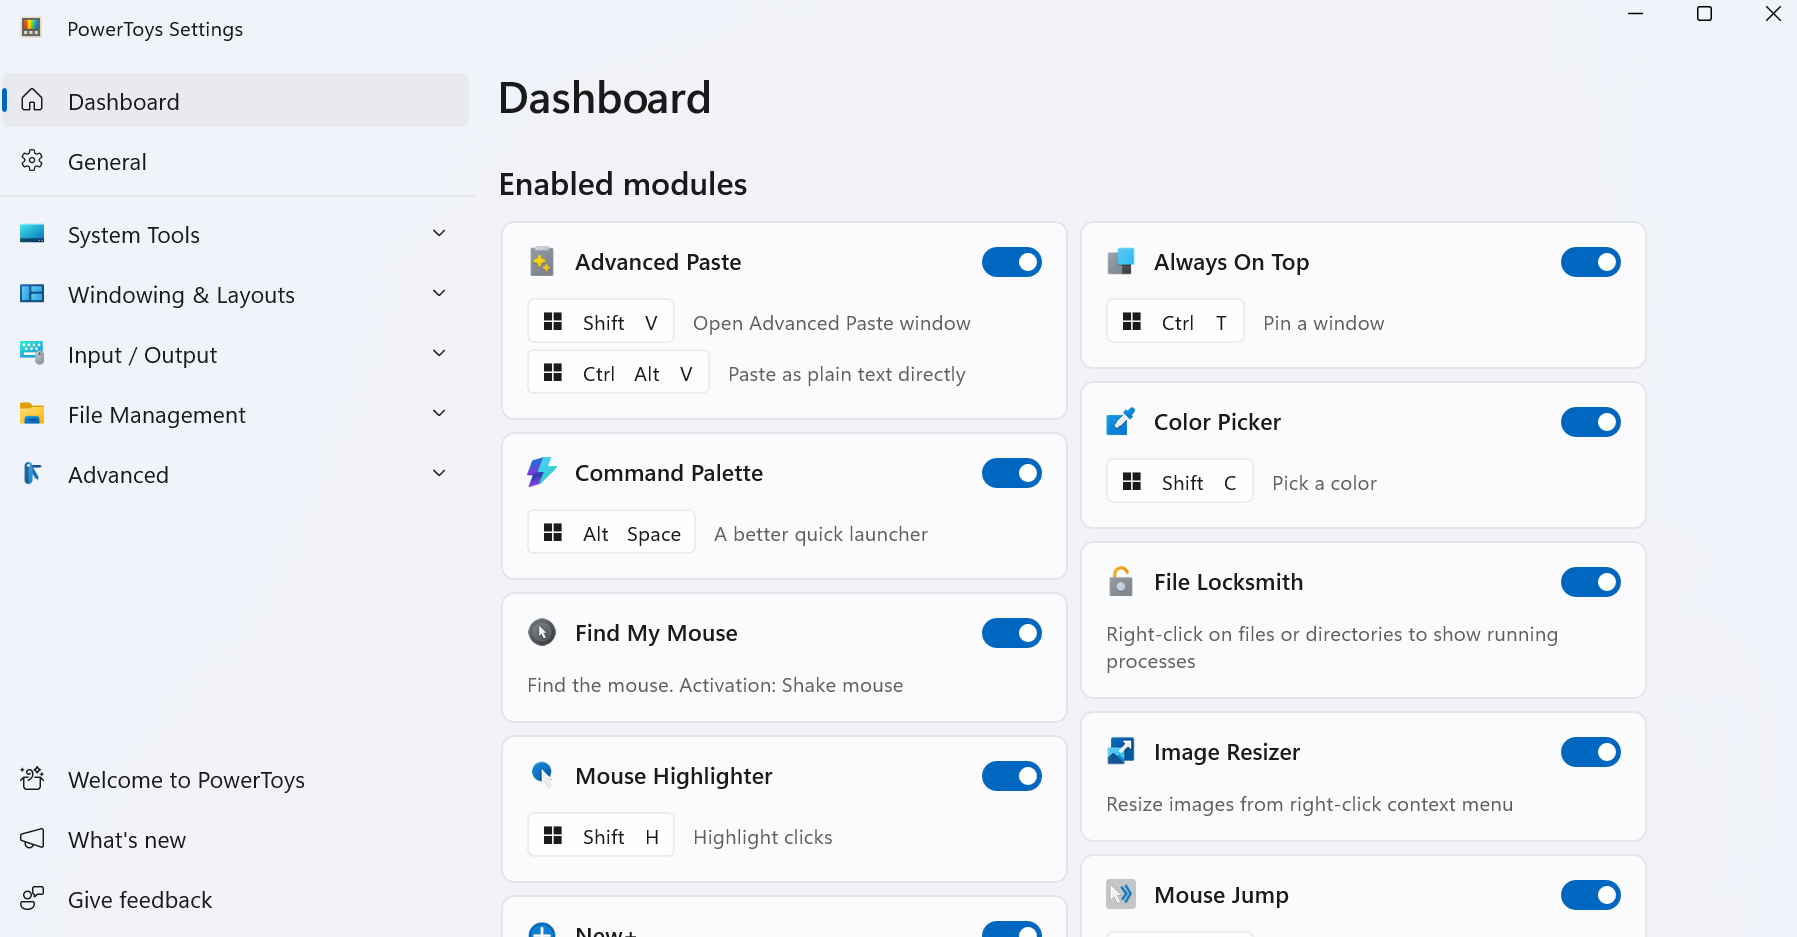 PowerToys Settings
Dashboard
General
System Tools
Windowing & Layouts
Input / Output
File Management
Advanced
Welcome to PowerToys
What's new
Give feedback
Dashboard
Enabled modules
Advanced Paste
Shift V Open Advanced Paste window
Ctrl Alt V Paste as plain text directly
Command Palette
Alt Space A better quick launcher
Find My Mouse
Find the mouse. Activation: Shake mouse
Mouse Highlighter
Shift H Highlight clicks
New+
Always On Top
Ctrl T Pin a window
Color Picker
Shift C Pick a color
File Locksmith
Right-click on files or directories to show running
processes
Image Resizer
Resize images from right-click context menu
Mouse Jump